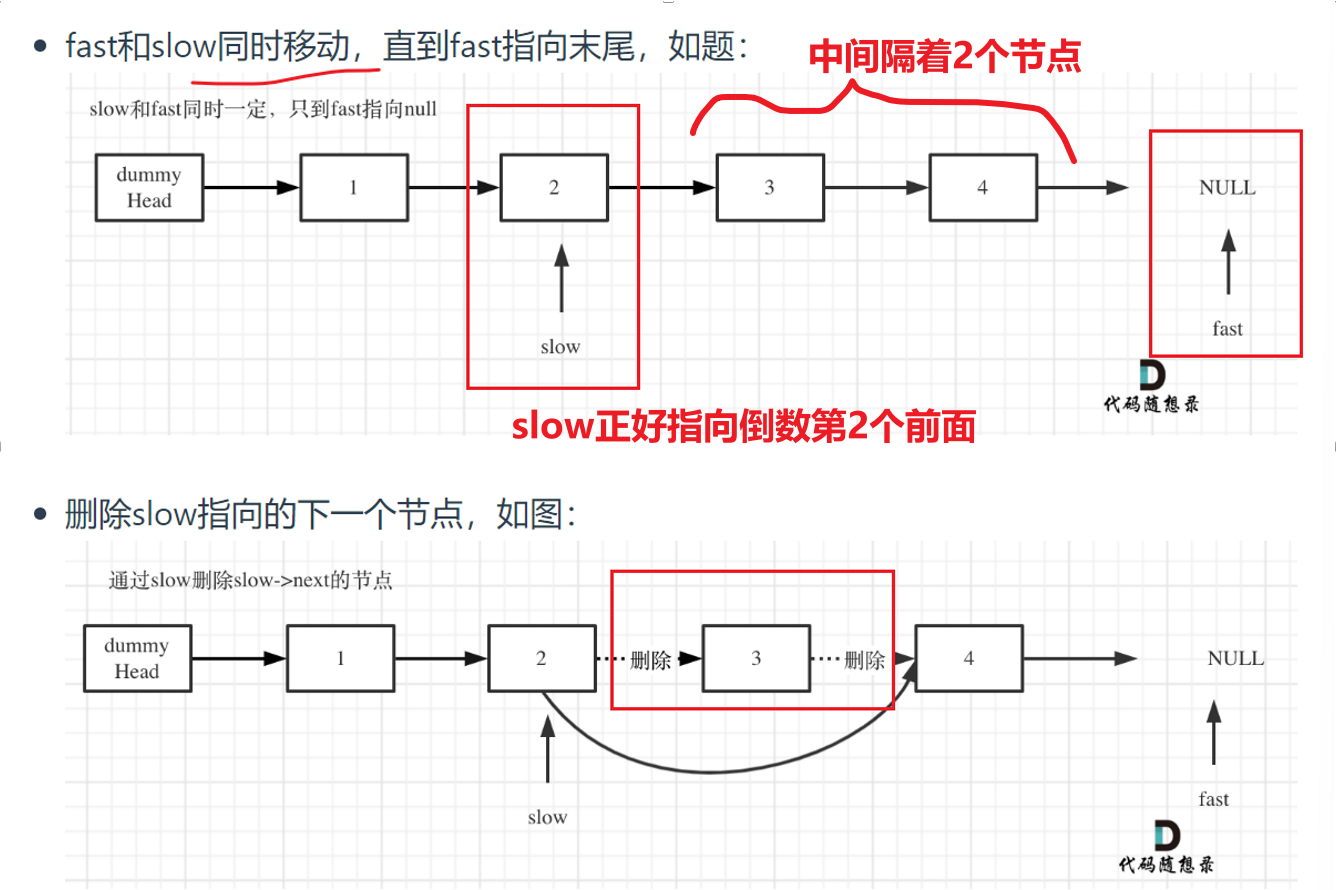 fast和slow同时移动，直到fast指向末尾，如题：
中间隔着2个节点
slow和fast同时一定，只到fast指向null
dummy
Head
1
2
3
4
NULL
slow
fast
代码随想录
slow正好指向倒数第2个前面
删除slow指向的下一个节点，如图：
通过slow删除slow->next的节点
dummy
Head
1
2
删除
3
删除
4
NULL
slow
fast
代码随想录